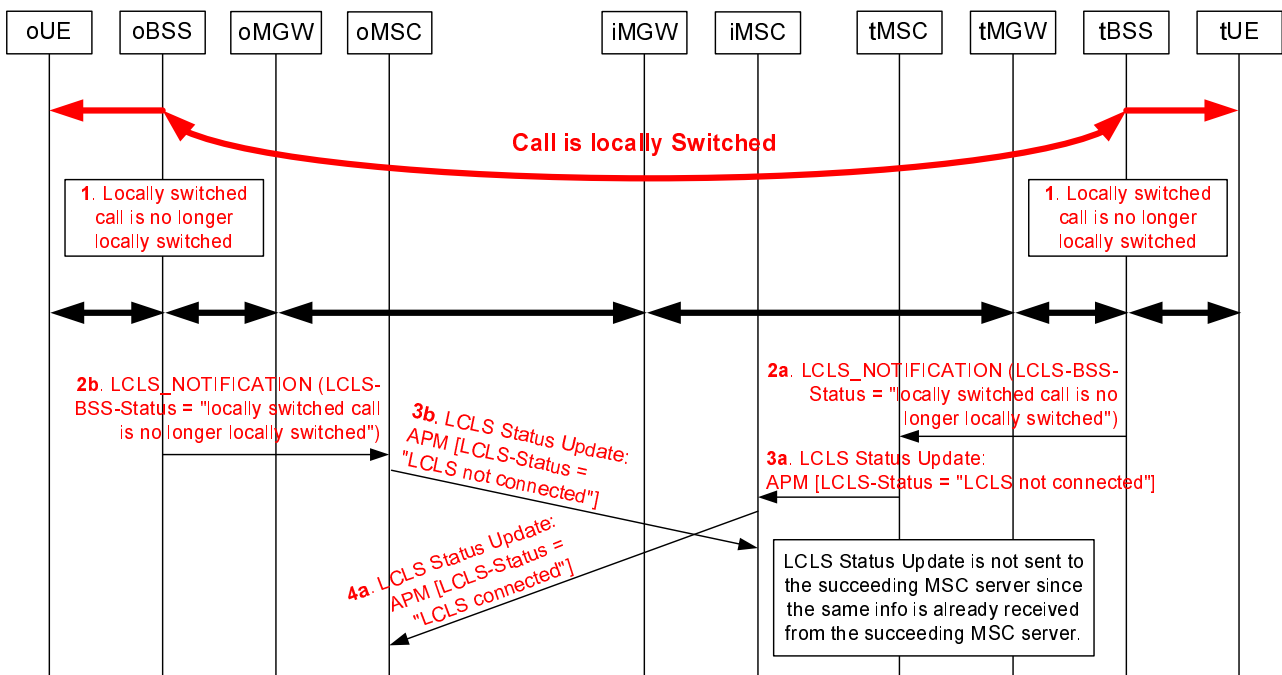 oUE
oBSS
oMGW
oMSC
iMGW
iMSC
tMSC
tMGW
tBSS
tUE
Call is locally Switched
1. Locally switched
call is no longer
locally switched
1. Locally switched
call is no longer
locally switched
2b. LCLS_NOTIFICATION (LCLS-
BSS-Status = "locally switched call
is no longer locally switched")
2a. LCLS_NOTIFICATION (LCLS-BSS-
Status = "locally switched call is no
longer locally switched")
3b. LCLS Status Update:
APM [LCLS-Status =
"LCLS not connected"]
3a. LCLS Status Update:
APM [LCLS-Status = "LCLS not connected"]
4a. LCLS Status Update:
APM [LCLS-Status =
"LCLS connected"]
LCLS Status Update is not sent to
the succeeding MSC server since
the same info is already received
from the succeeding MSC server.